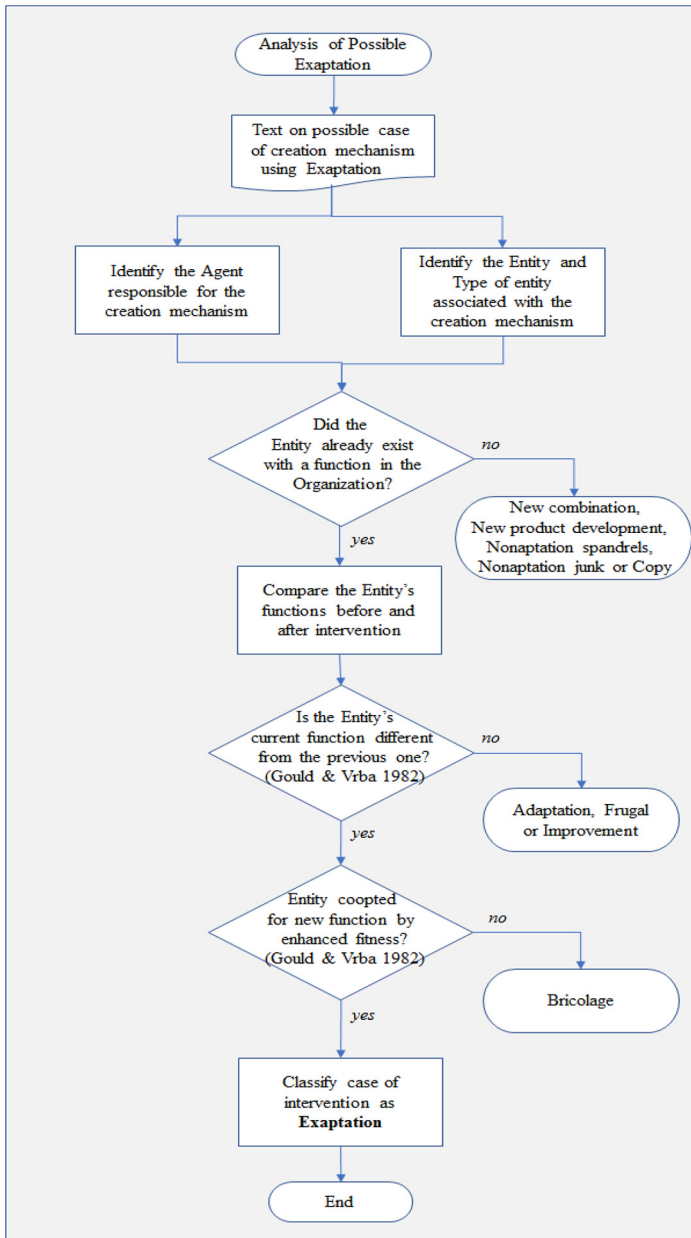 Analysis of Possible
Exaptation
Text on possible case
of creation mechanism
using Exaptation
Identify the Agent
responsible for the
creation mechanism
Identify the Entity and
Type of entity
associated with the
creation mechanism
Did the
Entity already exist
with a function in the
Organization?
no
New combination,
New product development,
Nonaptation spandrels,
Nonaptation junk or Copy
yes
Compare the Entity's
functions before and
after intervention
Is the Entity's
current function different
from the previous one?
(Gould & Vrba 1982)
no
Adaptation, Frugal
or Improvement
yes
Entity coopted
for new function by
enhanced fitness?
(Gould & Vrba 1982)
no
Bricolage
yes
Classify case of
intervention as
Exaptation
End